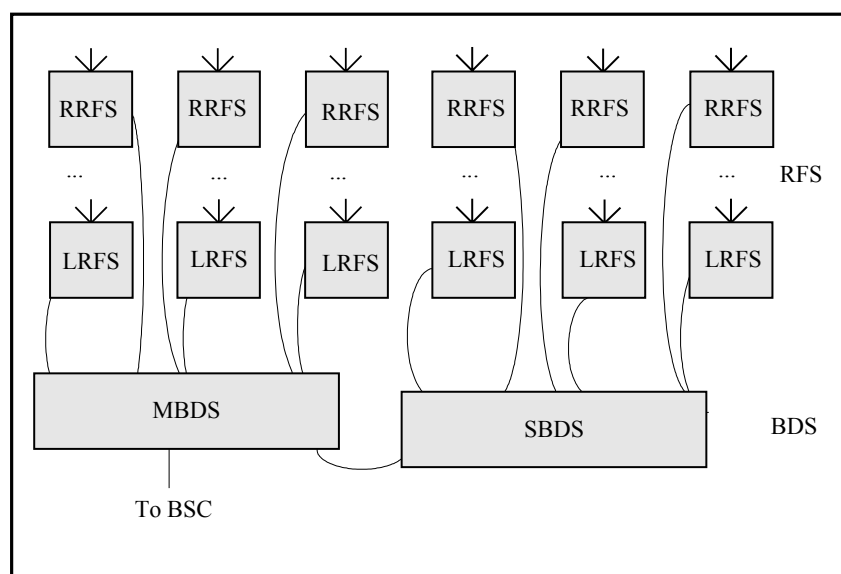 RRFS RRFS RRFS RRFS RRFS RRFS
... ... ... ... ... ... RFS
LRFS LRFS LRFS LRFS LRFS LRFS
MBDS
SBDS
BDS
To BSC